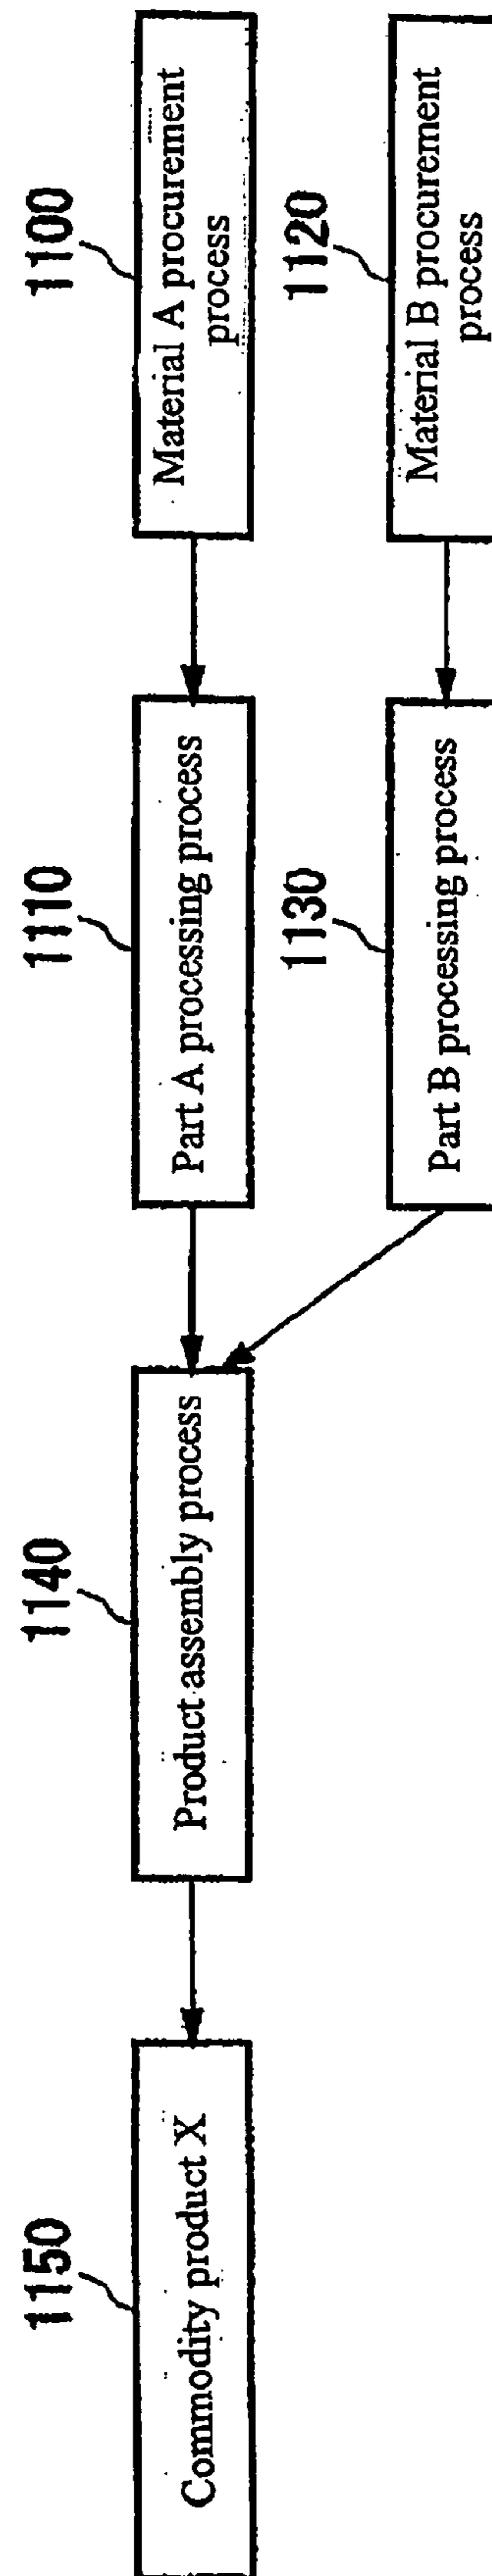 1150
1140
1110
1100
Commodity product X
Product assembly process
Part A processing process
Material A procurement
process
1130
1120
Part B processing process
Material B procurement
process